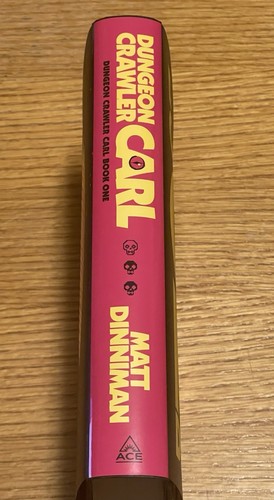 DUNGEON
CRAWLER
CARL
DUNGEON CRAWLER CARL BOOK ONE
MATT
DINNIMAN
ACE